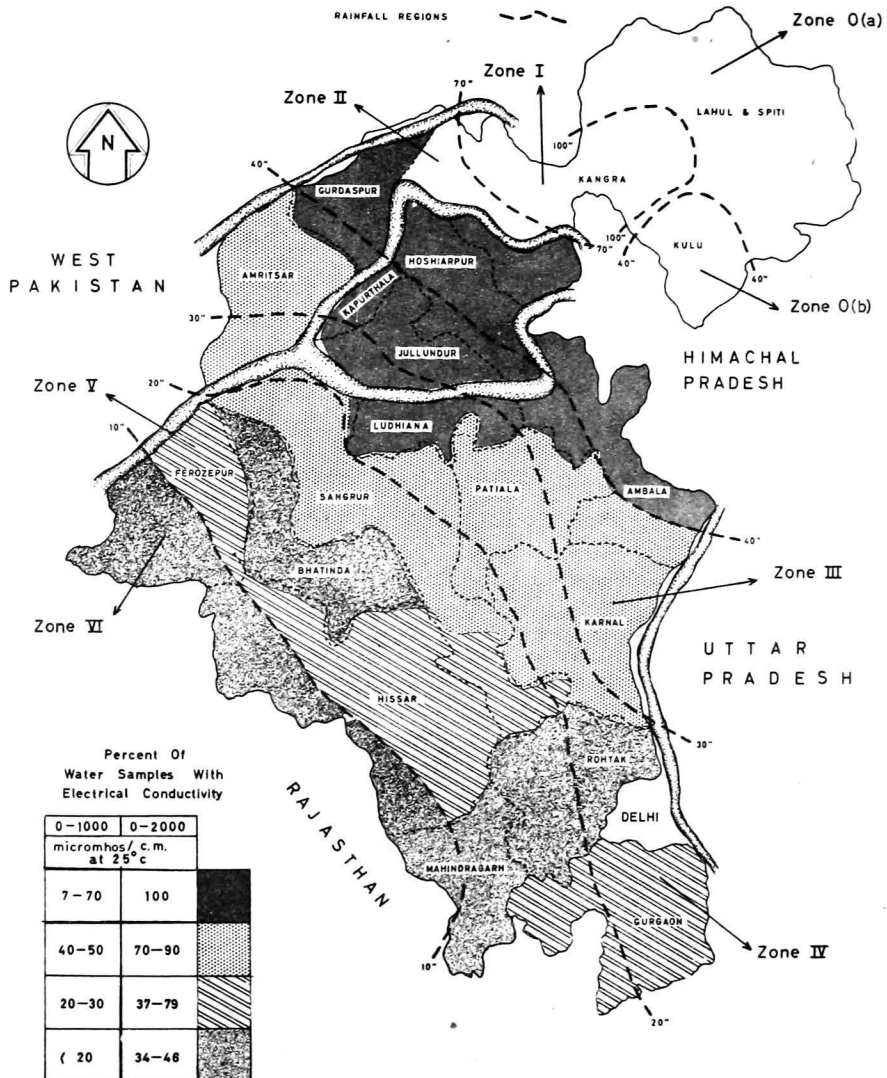 RAINFALL REGIONS
Zone O(a)
Zone I
Zone II
70"
LAHUL & SPITI
100"
N
40"
GURDASPUR
KANGRA
WEST
PAKISTAN
HOSHIARPUR
KULU
100"
70"
40"
40"
AMRITSAR
KAPURTHALA
Zone O(b)
30"
JULLUNDUR
HIMACHAL
PRADESH
Zone V
20"
10"
LUDHIANA
FEROZEPUR
SANGRUR
PATIALA
AMBALA
40"
BHATINDA
Zone III
Zone VI
KARNAL
UTTAR
PRADESH
HISSAR
30"
ROHTAK
RAJASTHAN
DELHI
MAHINDRAGARH
GURGAON
Zone IV
10"
20"
Percent Of
Water Samples With
Electrical Conductivity
0-1000 0-2000
micromhos/ c.m.
at 25°c
7-70 100
40-50 70-90
20-30 37-79
( 20 34-46